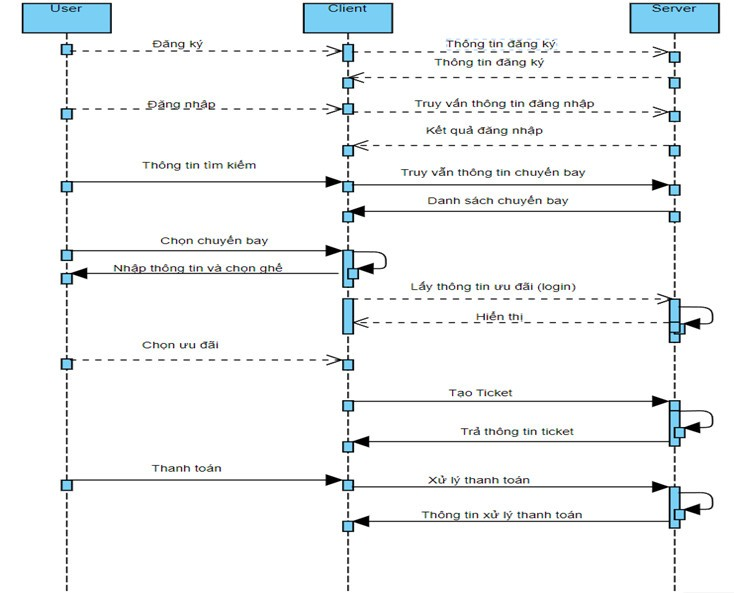 User
Client
Server
Đăng ký
Thông tin đăng ký
Thông tin đăng ký
Đăng nhập
Truy vấn thông tin đăng nhập
Kết quả đăng nhập
Thông tin tìm kiếm
Truy vẫn thông tin chuyến bay
Danh sách chuyến bay
Chọn chuyến bay
Nhập thông tin và chọn ghế
Lấy thông tin ưu đãi (login)
Hiển thị
Chọn ưu đãi
Tạo Ticket
Trả thông tin ticket
Thanh toán
Xử lý thanh toán
Thông tin xử lý thanh toán